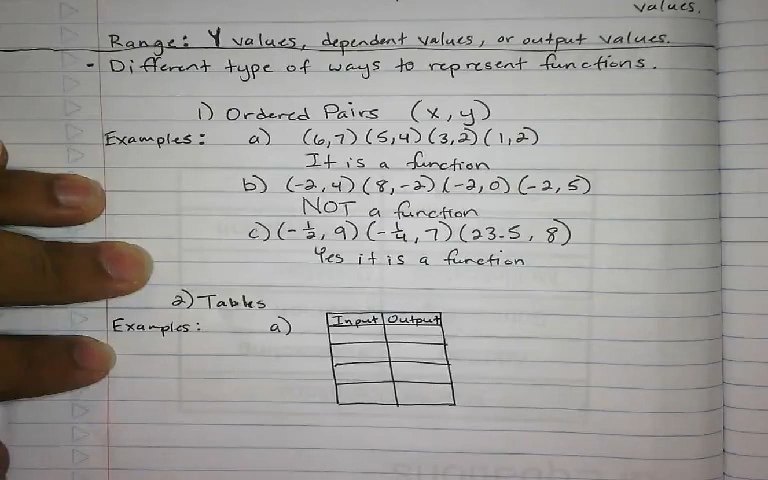 values.
Range: Y values, dependent values, or output values.
- Different type of ways to represent functions.
1) Ordered Pairs (x, y)
Examples: a) (6,7) (5,4) (3,2) (1,2)
It is a function
b) (-2, 4) (8, -2) (-2, 0) (-2, 5)
NOT a function
c) (-1/2, 9) (-1/4, 7) (23.5, 8)
Yes it is a function
2) Tables
Examples: a) Input Output